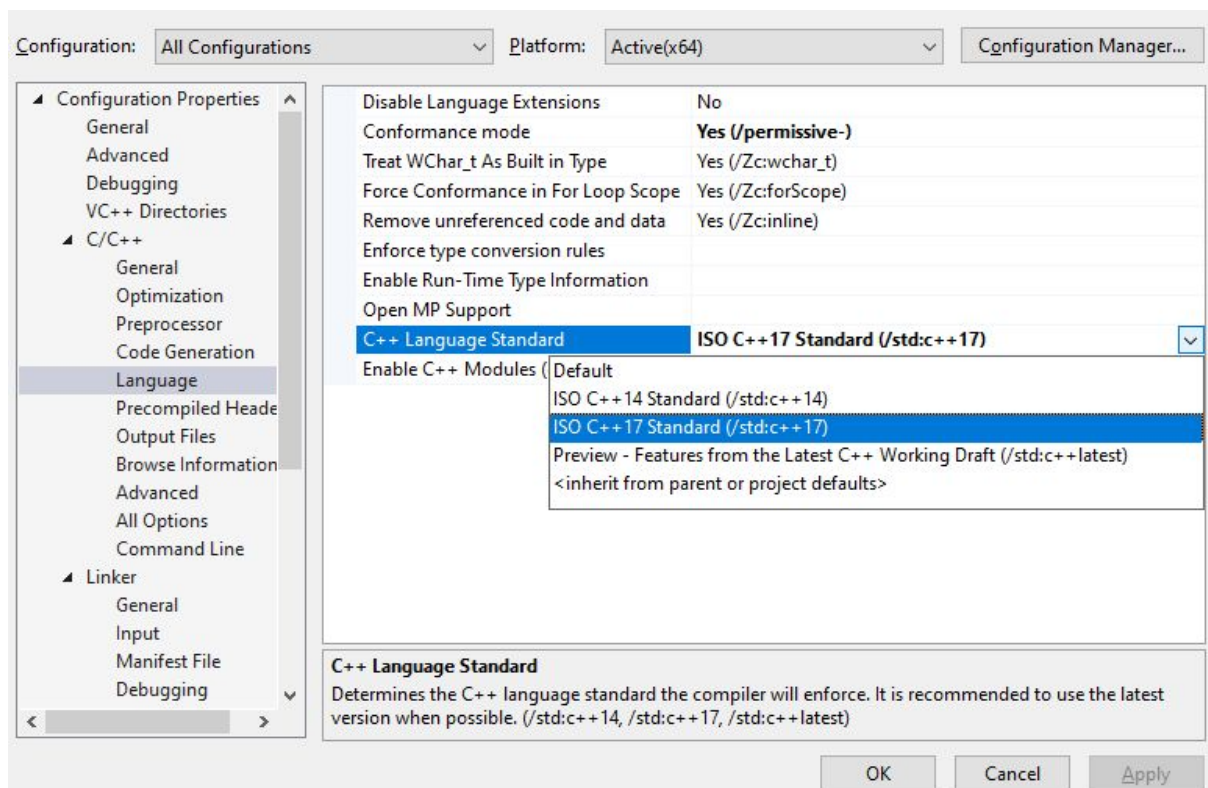 Configuration: All Configurations Platform: Active(x64) Configuration Manager...
Configuration Properties
General
Advanced
Debugging
VC++ Directories
C/C++
General
Optimization
Preprocessor
Code Generation
Language
Precompiled Heade
Output Files
Browse Information
Advanced
All Options
Command Line
Linker
General
Input
Manifest File
Debugging
Disable Language Extensions No
Conformance mode Yes (/permissive-)
Treat WChar_t As Built in Type Yes (/Zc:wchar_t)
Force Conformance in For Loop Scope Yes (/Zc:forScope)
Remove unreferenced code and data Yes (/Zc:inline)
Enforce type conversion rules
Enable Run-Time Type Information
Open MP Support
C++ Language Standard ISO C++17 Standard (/std:c++17)
Enable C++ Modules (
Default
ISO C++14 Standard (/std:c++14)
ISO C++17 Standard (/std:c++17)
Preview - Features from the Latest C++ Working Draft (/std:c++latest)
<inherit from parent or project defaults>
C++ Language Standard
Determines the C++ language standard the compiler will enforce. It is recommended to use the latest
version when possible. (/std:c++14, /std:c++17, /std:c++latest)
OK Cancel Apply